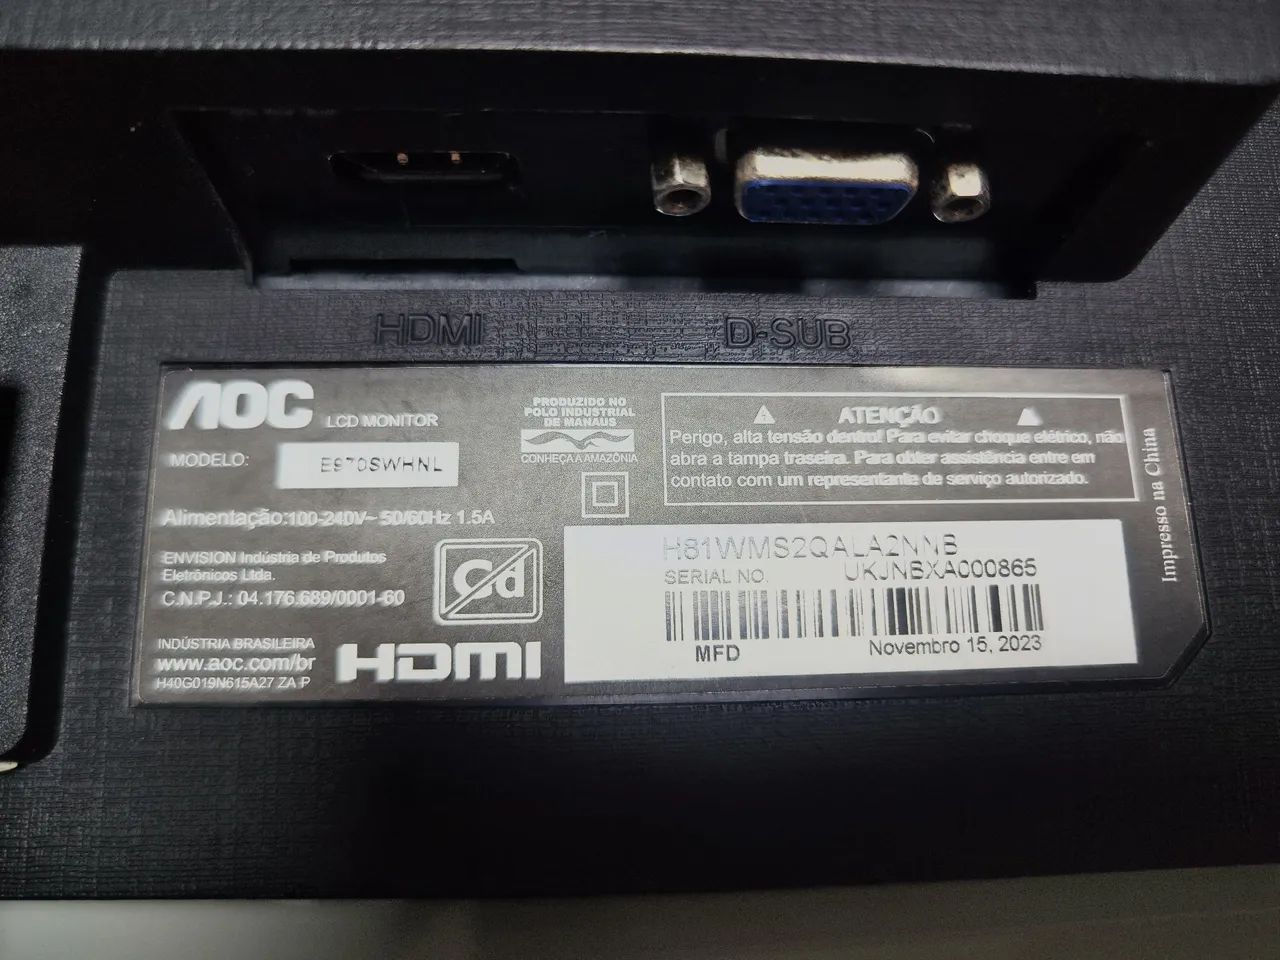 HDMI
D-SUB
AOC LCD MONITOR
MODELO: E970SWHNL
Alimentação:100-240V~ 50/60Hz 1.5A
ENVISION Indústria de Produtos
Eletrônicos Ltda.
C.N.P.J.: 04.176.689/0001-60
INDÚSTRIA BRASILEIRA
www.aoc.com/br
H40G019N615A27 ZA P
Cd
HDMI
PRODUZIDO NO
POLO INDUSTRIAL
DE MANAUS
CONHEÇA A AMAZÔNIA
ATENÇÃO
Perigo, alta tensão dentro! Para evitar choque elétrico, não
abra a tampa traseira. Para obter assistência entre em
contato com um representante de serviço autorizado.
H81WMS2QALA2NNB
SERIAL NO. UKJNBXA000865
MFD Novembro 15, 2023
Impresso na China